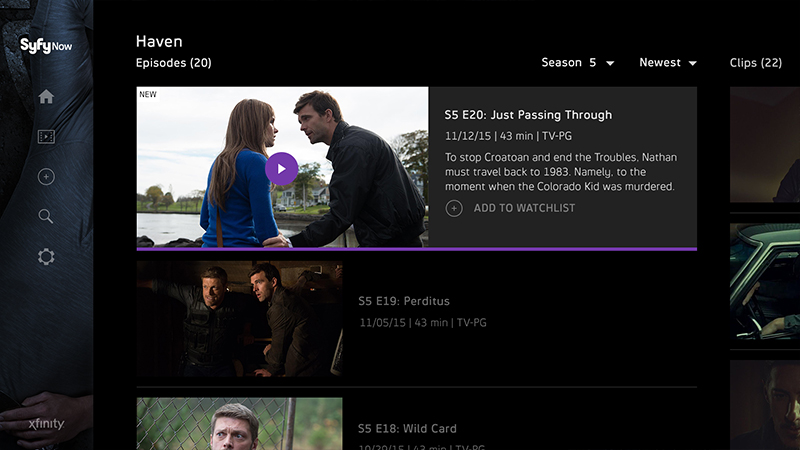 Syfy Now
Haven
Episodes (20)
Season 5
Newest
Clips (22)
NEW
S5 E20: Just Passing Through
11/12/15 | 43 min | TV-PG
To stop Croatoan and end the Troubles, Nathan
must travel back to 1983. Namely, to the
moment when the Colorado Kid was murdered.
ADD TO WATCHLIST
S5 E19: Perditus
11/05/15 | 43 min | TV-PG
S5 E18: Wild Card
10/29/15 | 43 min | TV-PG
xfinity